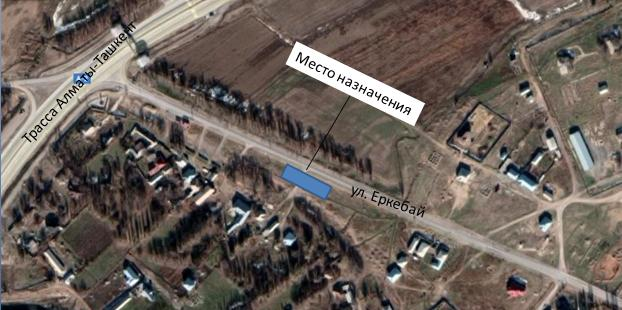 Трасса Алматы-Ташкент
Место назначения
ул. Еркебай